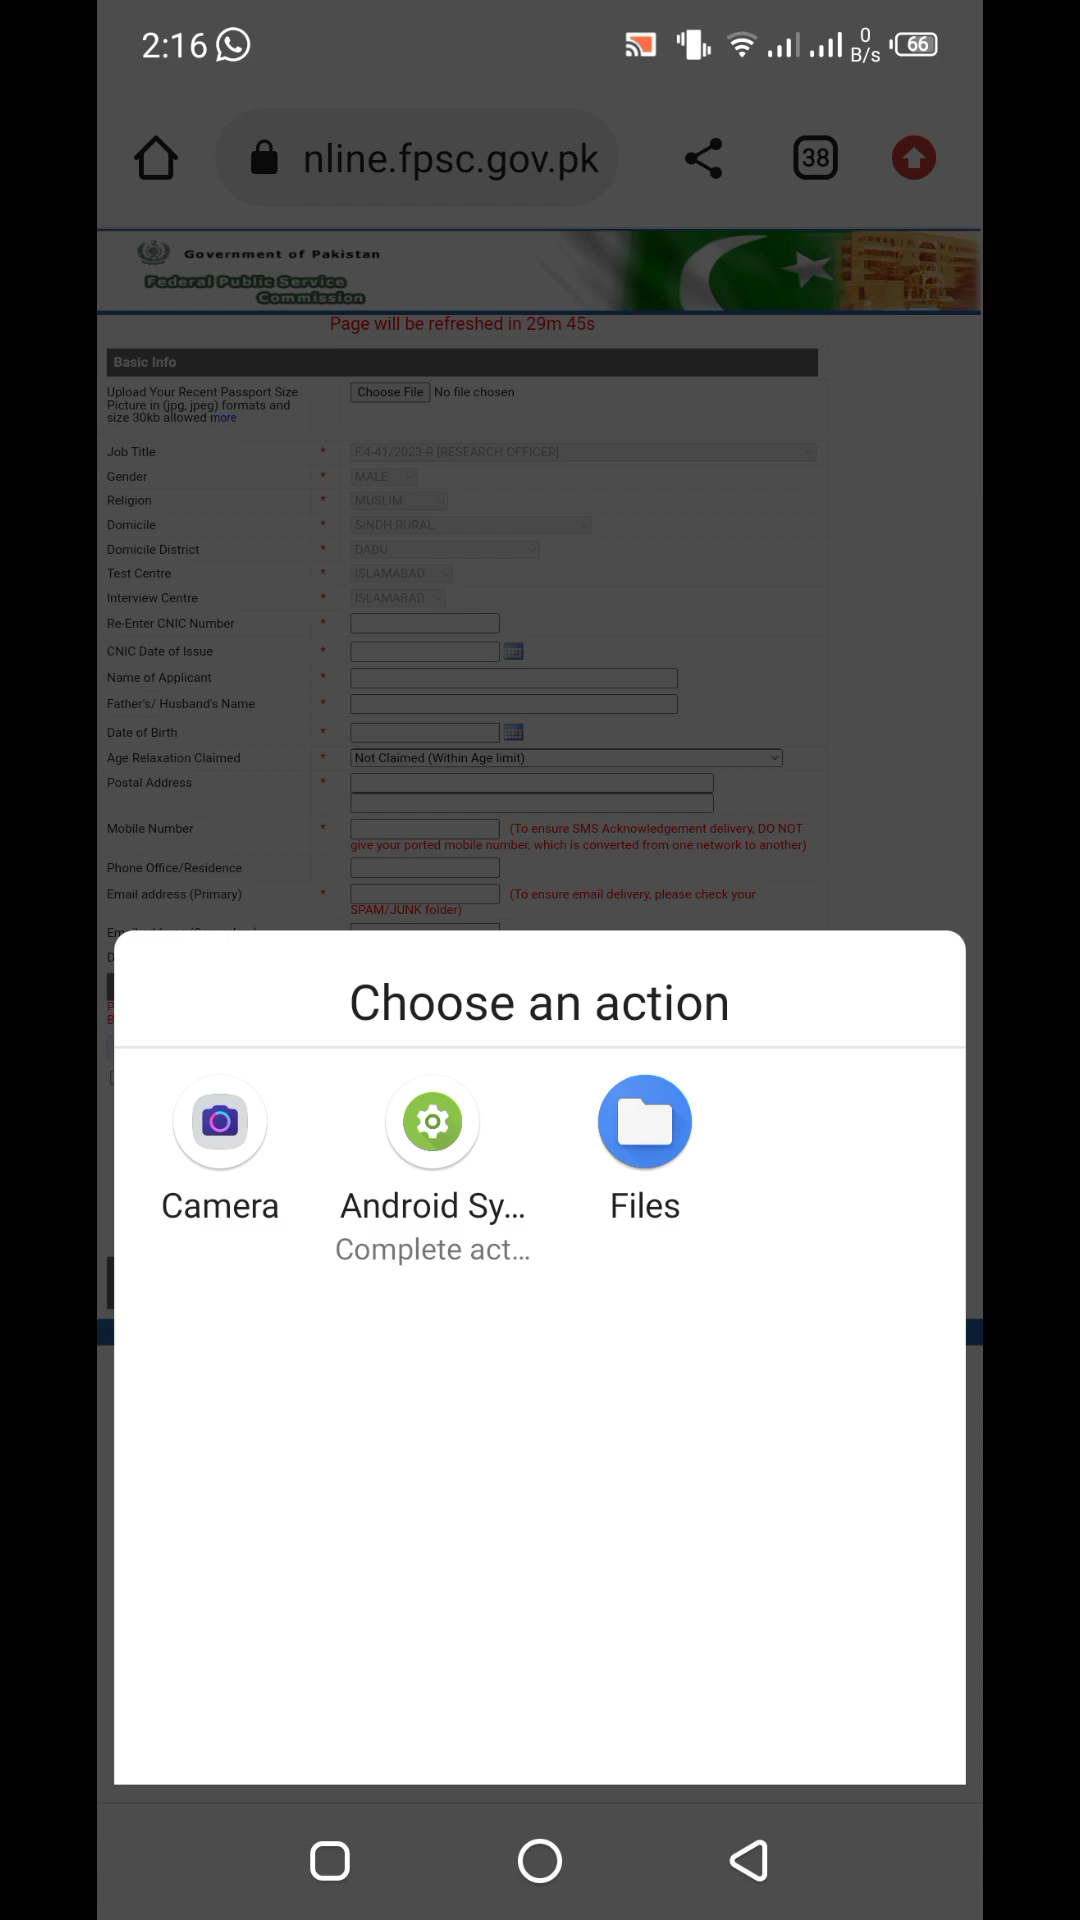 2:16
0
B/s
66
nline.fpsc.gov.pk
38
Government of Pakistan
Federal Public Service
Commission
Page will be refreshed in 29m 45s
Basic Info
Upload Your Recent Passport Size
Picture in (jpg, jpeg) formats and
size 30kb allowed more
Choose File No file chosen
Job Title * F.4-41/2023-R [RESEARCH OFFICER]
Gender * MALE
Religion * MUSLIM
Domicile * SINDH RURAL
Domicile District * DADU
Test Centre * ISLAMABAD
Interview Centre * ISLAMABAD
Re-Enter CNIC Number *
CNIC Date of Issue *
Name of Applicant *
Father's/ Husband's Name *
Date of Birth *
Age Relaxation Claimed * Not Claimed (Within Age limit)
Postal Address *
Mobile Number * (To ensure SMS Acknowledgement delivery, DO NOT
give your ported mobile number, which is converted from one network to another)
Phone Office/Residence
Email address (Primary) * (To ensure email delivery, please check your
SPAM/JUNK folder)
Choose an action
Camera
Android Sy...
Complete act...
Files